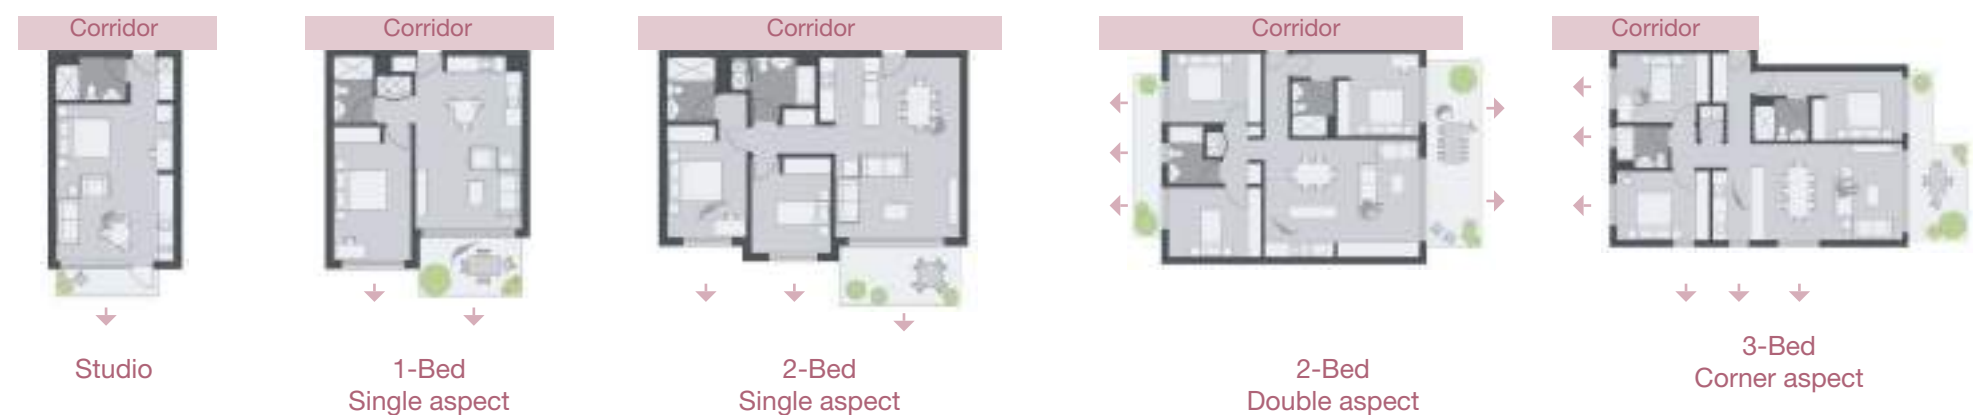 Corridor
Corridor
Corridor
Corridor
Corridor
Studio
1-Bed
Single aspect
2-Bed
Single aspect
2-Bed
Double aspect
3-Bed
Corner aspect